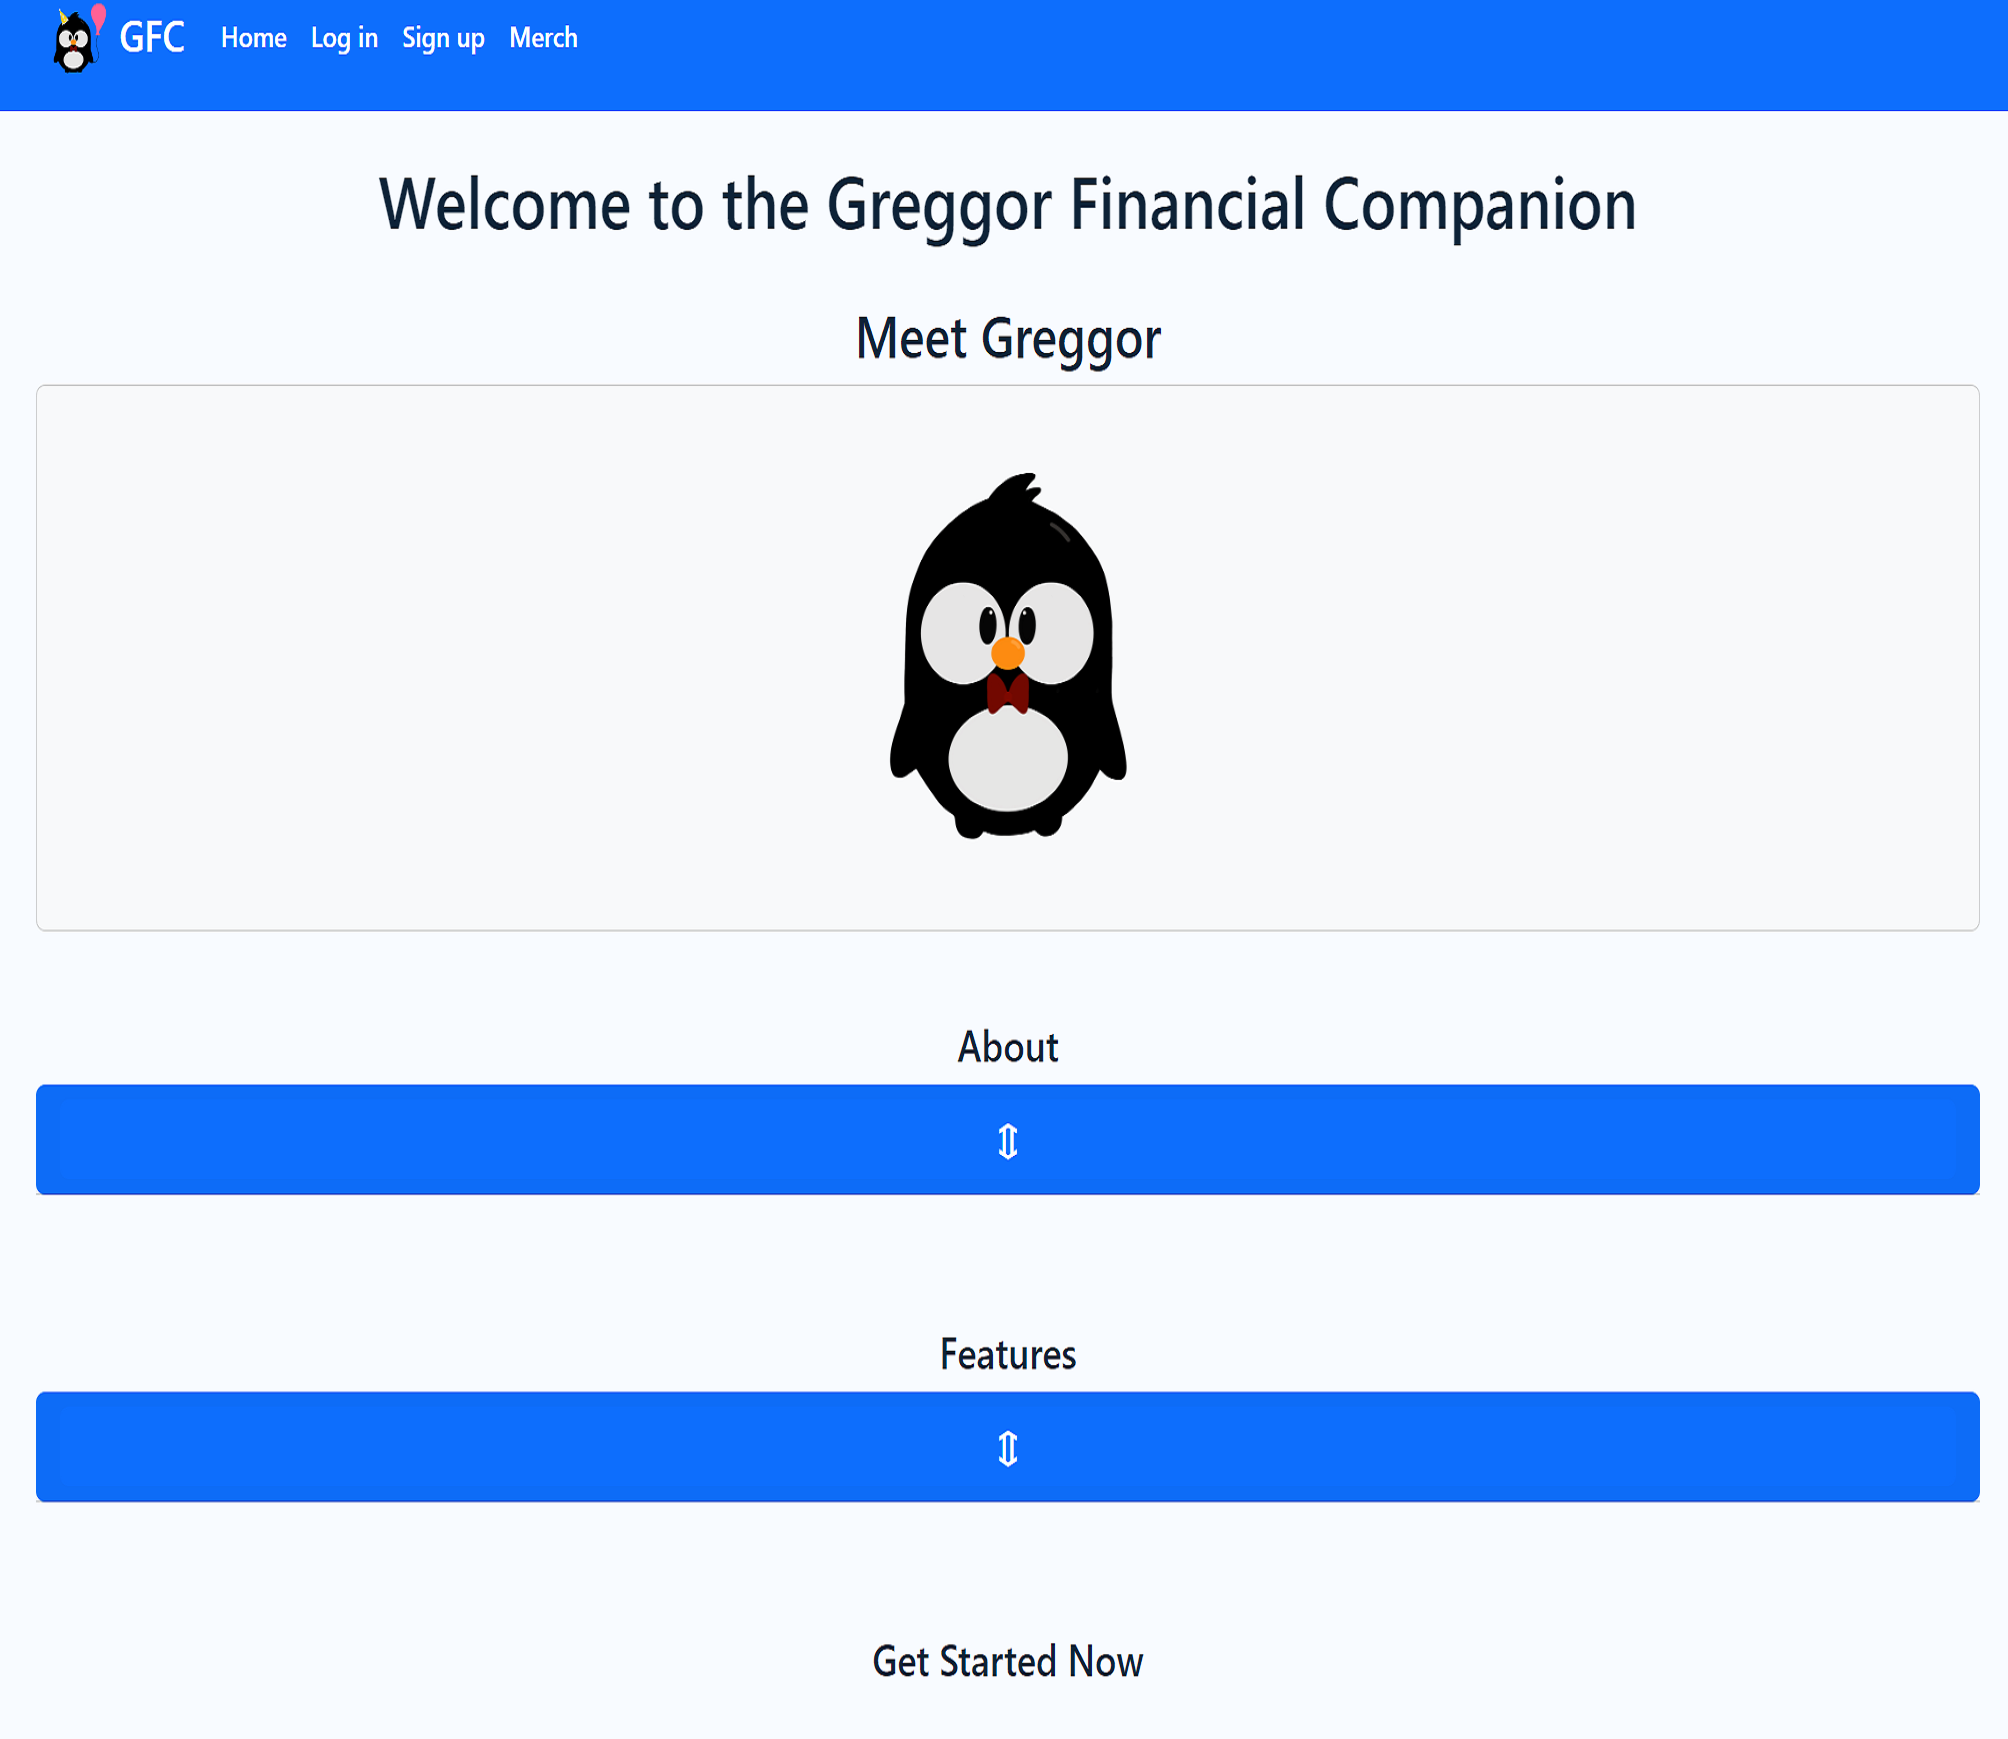 GFC Home Log in Sign up Merch
Welcome to the Greggor Financial Companion
Meet Greggor
About
⇕
Features
⇕
Get Started Now